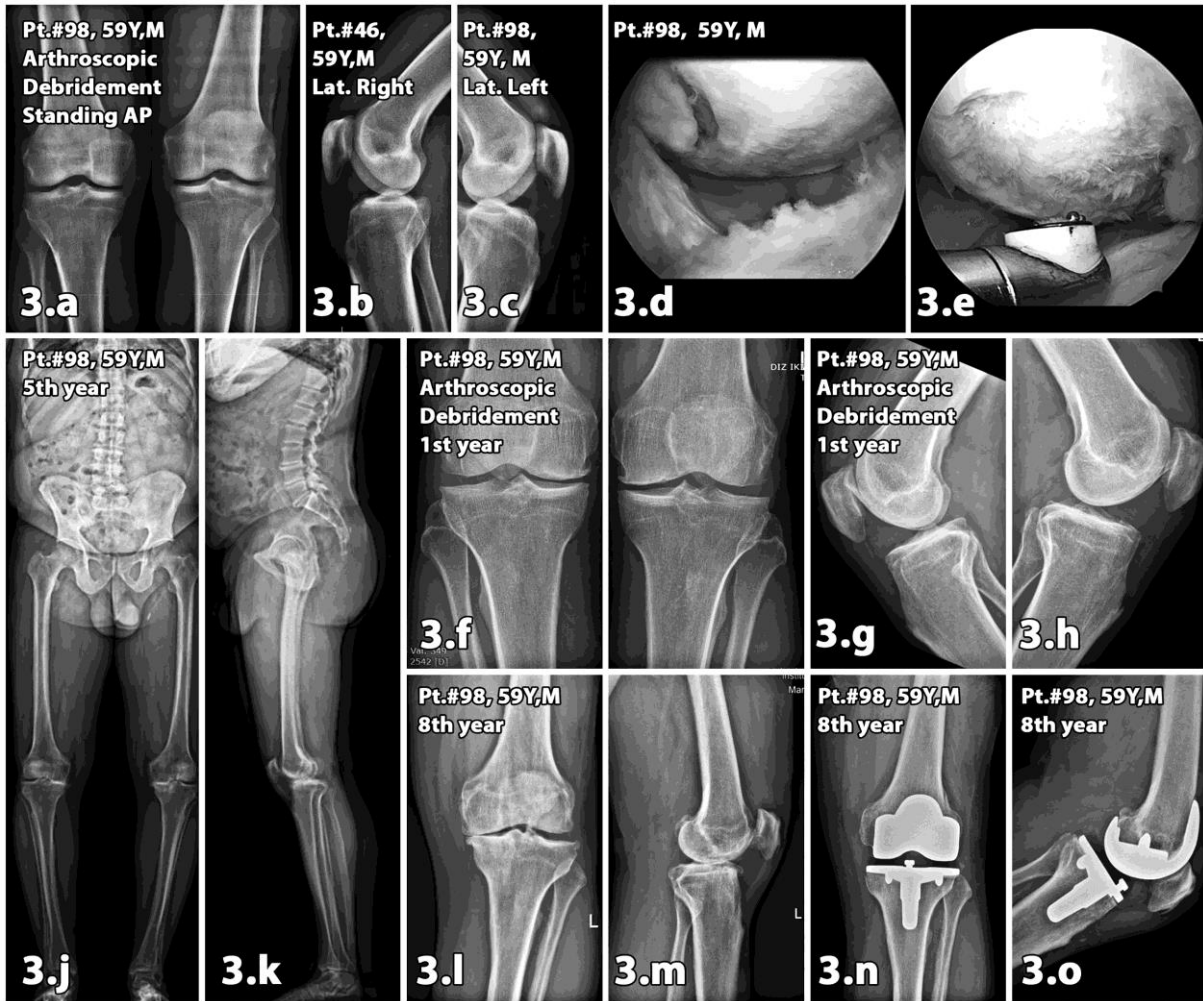 Pt.#98, 59Y,M
Arthroscopic
Debridement
Standing AP
3.a
Pt.#46,
59Y,M
Lat. Right
3.b
Pt.#98,
59Y, M
Lat. Left
3.c
Pt.#98, 59Y, M
3.d
3.e
Pt.#98, 59Y,M
5th year
3.j
3.k
Pt.#98, 59Y,M
Arthroscopic
Debridement
1st year
3.f
2542 [D]
DIZ IKI
Pt.#98, 59Y,M
Arthroscopic
Debridement
1st year
3.g
3.h
Pt.#98, 59Y,M
8th year
3.l
L
3.m
L
Pt.#98, 59Y,M
8th year
3.n
Pt.#98, 59Y,M
8th year
3.o